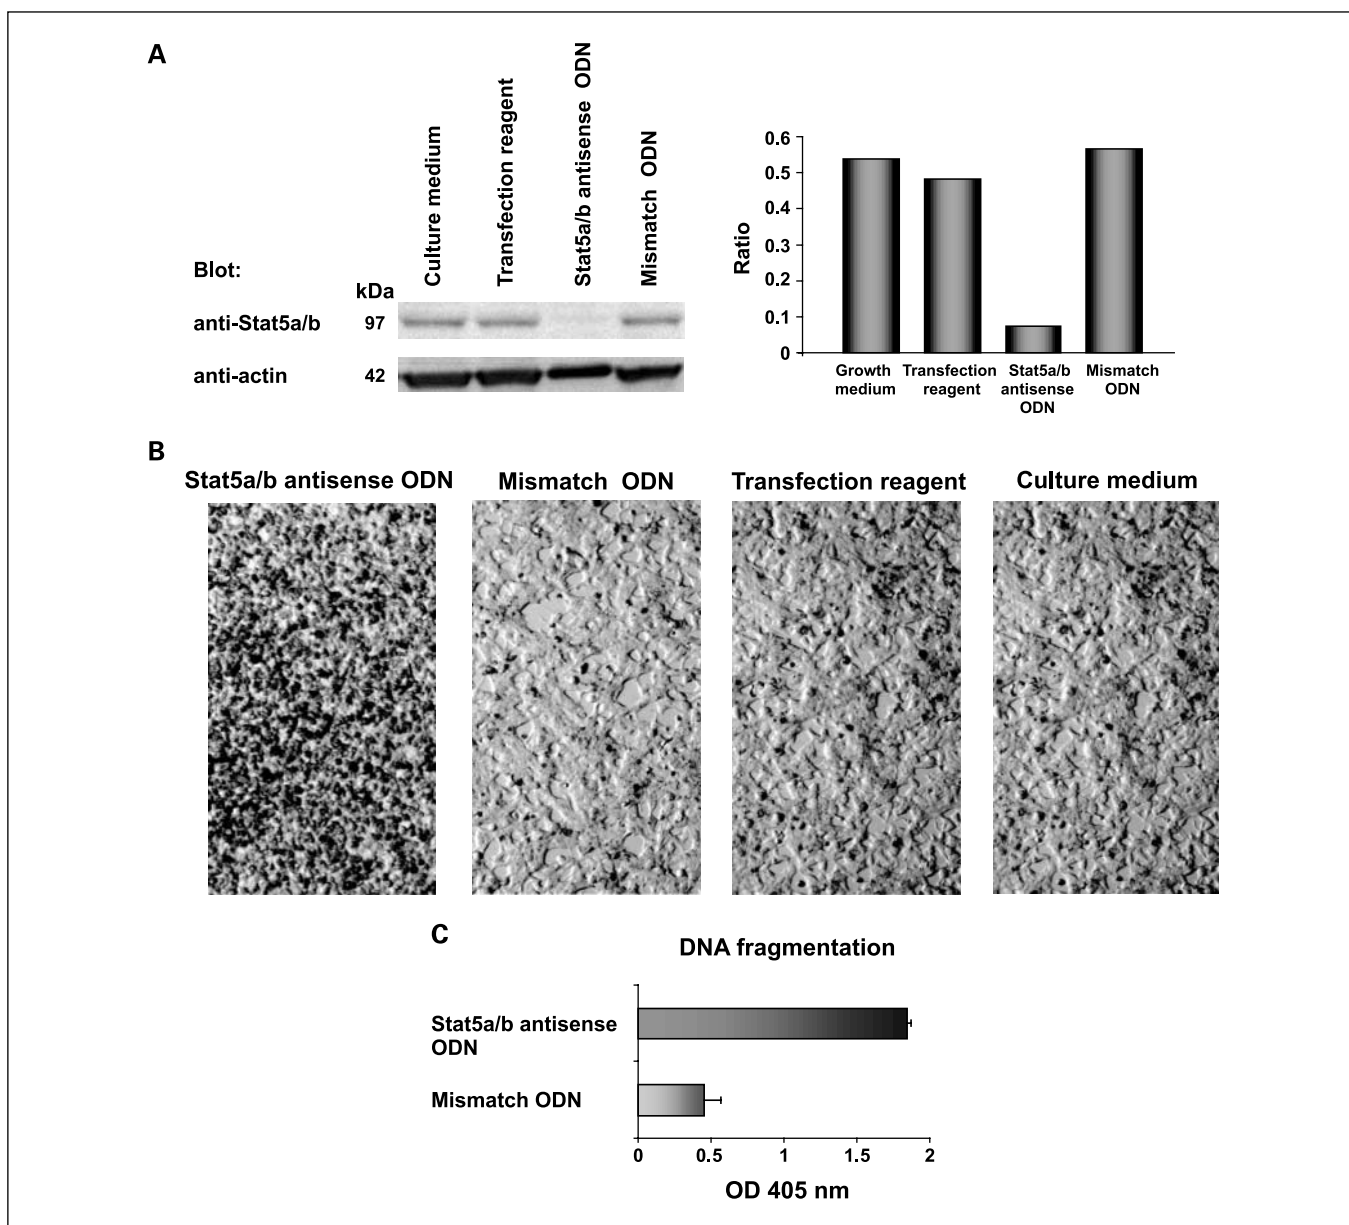 A
Culture medium
Transfection reagent
Stat5a/b antisense ODN
Mismatch ODN
Blot:
kDa
anti-Stat5a/b 97
anti-actin 42
Ratio
0.6
0.5
0.4
0.3
0.2
0.1
0
Growth medium
Transfection reagent
Stat5a/b antisense ODN
Mismatch ODN
B
Stat5a/b antisense ODN
Mismatch ODN
Transfection reagent
Culture medium
C
DNA fragmentation
Stat5a/b antisense
ODN
Mismatch ODN
0 0.5 1 1.5 2
OD 405 nm